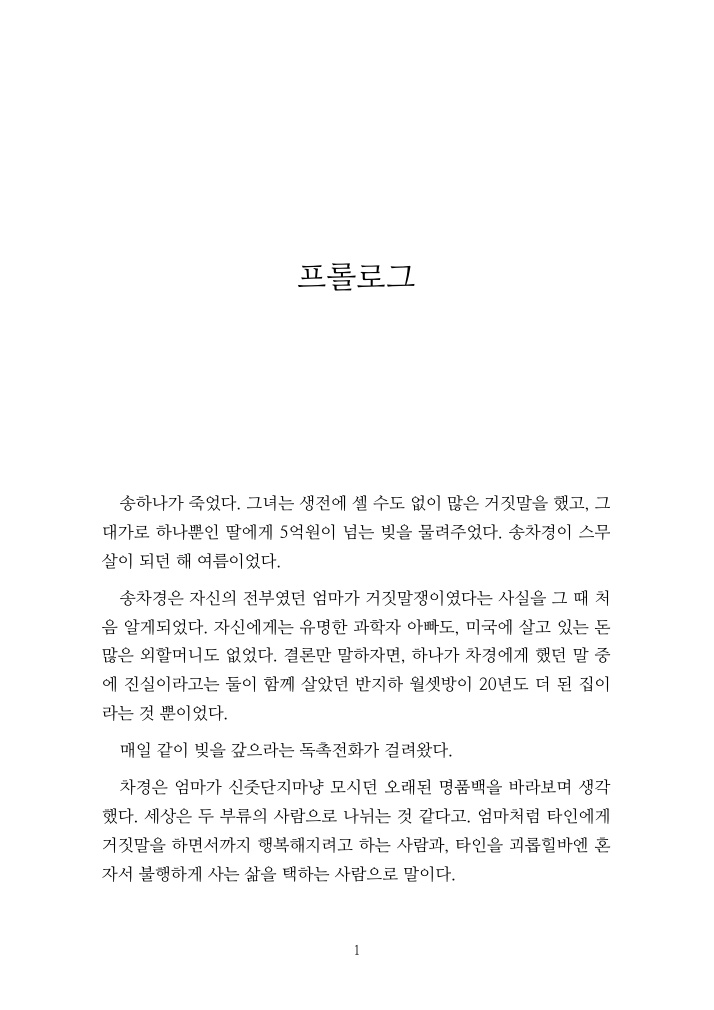 프롤로그
송하나가 죽었다. 그녀는 생전에 셀 수도 없이 많은 거짓말을 했고, 그
대가로 하나뿐인 딸에게 5억원이 넘는 빚을 물려주었다. 송차경이 스무
살이 되던 해 여름이었다.
송차경은 자신의 전부였던 엄마가 거짓말쟁이였다는 사실을 그 때 처
음 알게되었다. 자신에게는 유명한 과학자 아빠도, 미국에 살고 있는 돈
많은 외할머니도 없었다. 결론만 말하자면, 하나가 차경에게 했던 말 중
에 진실이라고는 둘이 함께 살았던 반지하 월셋방이 20년도 더 된 집이
라는 것 뿐이었다.
매일 같이 빚을 갚으라는 독촉전화가 걸려왔다.
차경은 엄마가 신줏단지마냥 모시던 오래된 명품백을 바라보며 생각
했다. 세상은 두 부류의 사람으로 나뉘는 것 같다고. 엄마처럼 타인에게
거짓말을 하면서까지 행복해지려고 하는 사람과, 타인을 괴롭힐바엔 혼
자서 불행하게 사는 삶을 택하는 사람으로 말이다.
1